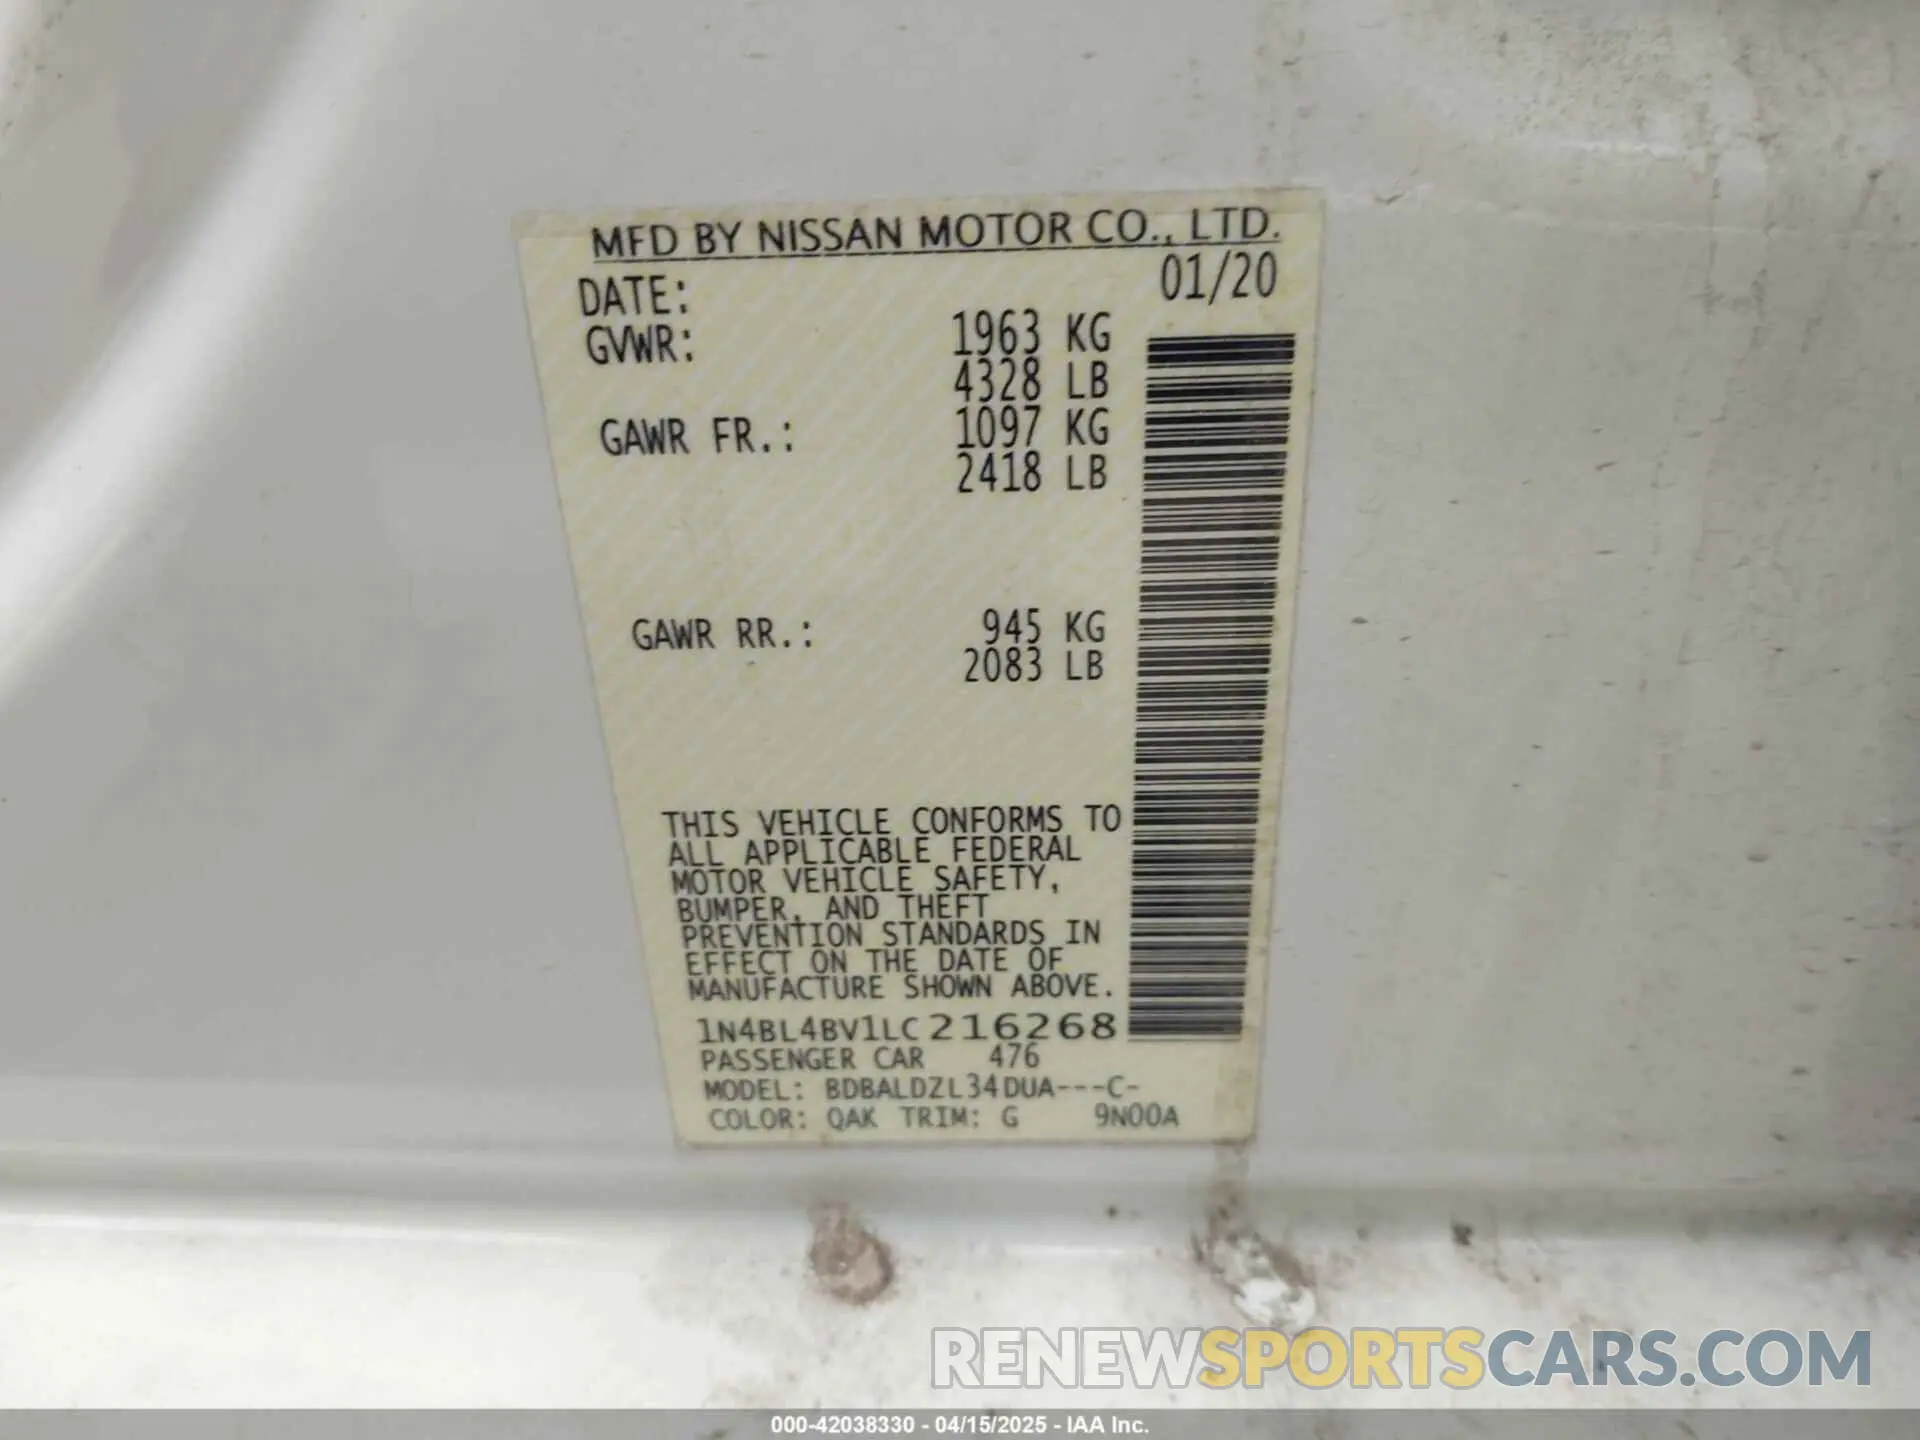 MFD BY NISSAN MOTOR CO., LTD.
DATE: 01/20
GVWR: 1963 KG
4328 LB
GAWR FR.: 1097 KG
2418 LB
GAWR RR.: 945 KG
2083 LB
THIS VEHICLE CONFORMS TO
ALL APPLICABLE FEDERAL
MOTOR VEHICLE SAFETY,
BUMPER, AND THEFT
PREVENTION STANDARDS IN
EFFECT ON THE DATE OF
MANUFACTURE SHOWN ABOVE.
1N4BL4BV1LC216268
PASSENGER CAR 476
MODEL: BDBALDZL34DUA---C-
COLOR: QAK TRIM: G 9N00A
RENEWSPORTSCARS.COM
000-42038330 - 04/15/2025 - IAA Inc.